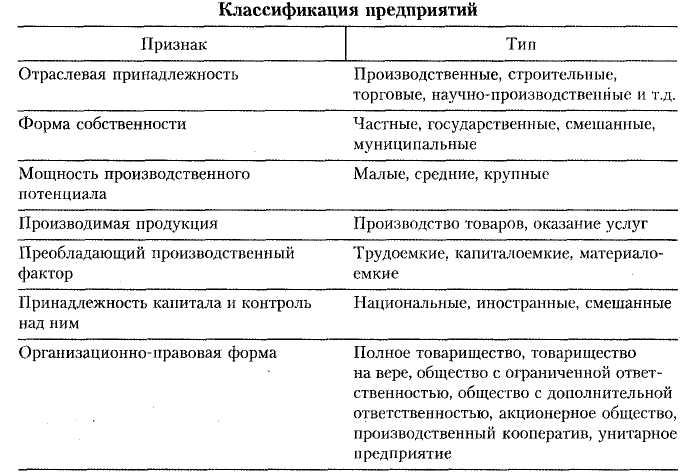 Классификация предприятий
Признак Тип
Отраслевая принадлежность Производственные, строительные,
торговые, научно-производственные и т.д.
Форма собственности Частные, государственные, смешанные,
муниципальные
Мощность производственного Малые, средние, крупные
потенциала
Производимая продукция Производство товаров, оказание услуг
Преобладающий производственный Трудоемкие, капиталоемкие, материало-
фактор емкие
Принадлежность капитала и контроль Национальные, иностранные, смешанные
над ним
Организационно-правовая форма Полное товарищество, товарищество
на вере, общество с ограниченной ответ-
ственностью, общество с дополнительной
ответственностью, акционерное общество,
производственный кооператив, унитарное
предприятие